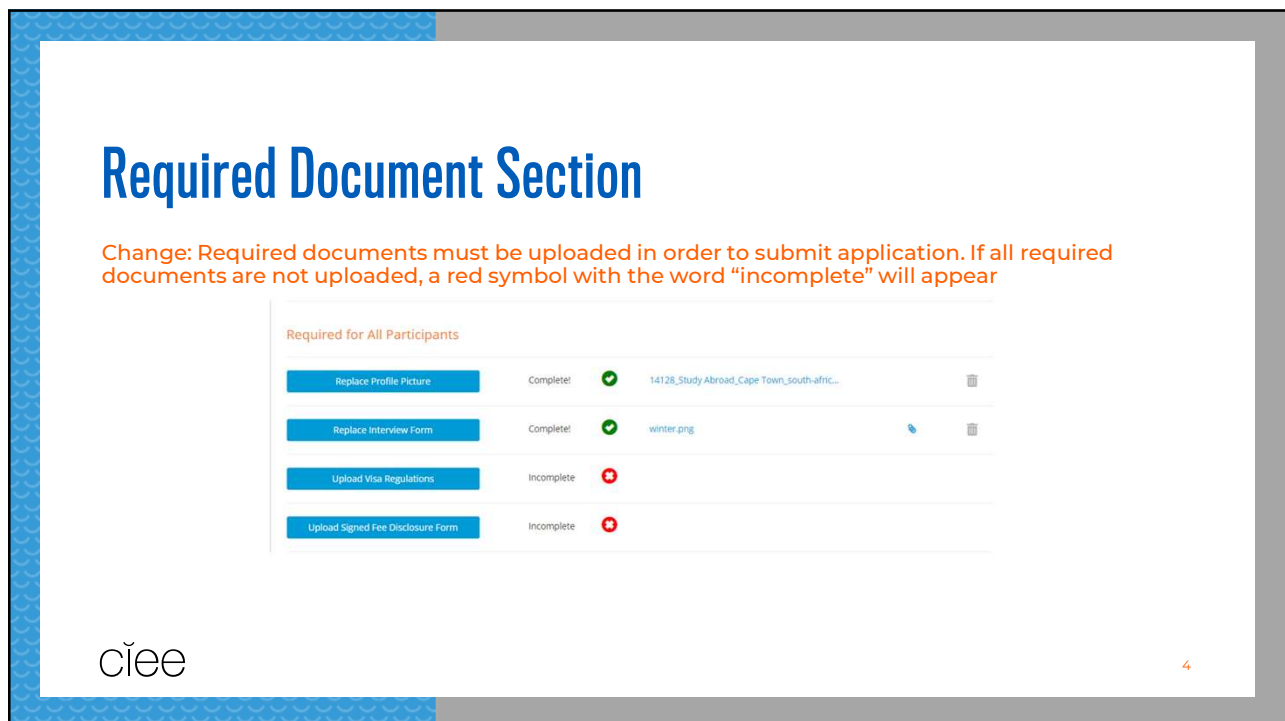 Required Document Section
Change: Required documents must be uploaded in order to submit application. If all required
documents are not uploaded, a red symbol with the word “incomplete” will appear
Required for All Participants
Replace Profile Picture Complete! 14128_Study Abroad_Cape Town_south-afric...
Replace Interview Form Complete! winter.png
Upload Visa Regulations Incomplete
Upload Signed Fee Disclosure Form Incomplete
ciee
4